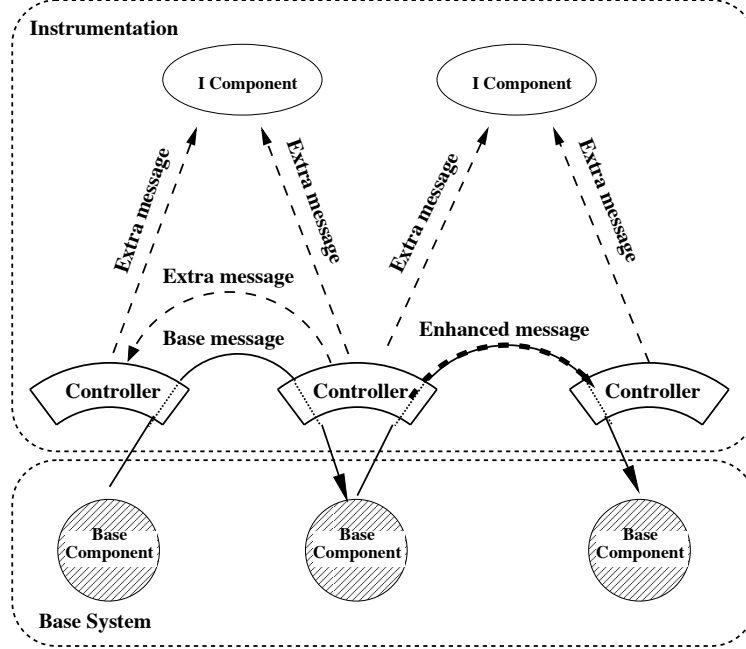 Instrumentation
I Component
I Component
Extra message
Extra message
Extra message
Extra message
Extra message
Base message
Enhanced message
Controller
Controller
Controller
Base
Component
Base
Component
Base
Component
Base System